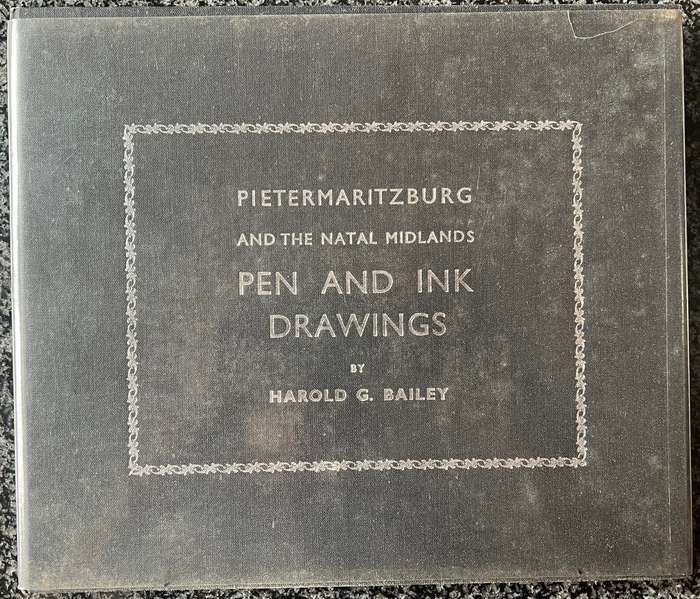 PIETERMARITZBURG
AND THE NATAL MIDLANDS
PEN AND INK
DRAWINGS
BY
HAROLD G. BAILEY